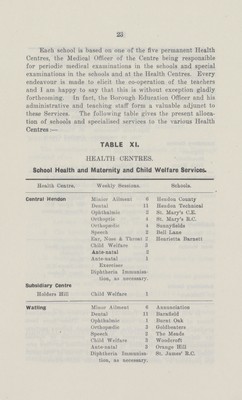 23
Each school is based on one of the five permanent Health
Centres, the Medical Officer of the Centre being responsible
for periodic medical examinations in the schools and special
examinations in the schools and at the Health Centres. Every
endeavour is made to elicit the co-operation of the teachers
and I am happy to say that this is without exception gladly
forthcoming. In fact, the Borough Education Officer and his
administrative and teaching staff form a valuable adjunct to
these Services. The following table gives the present alloca-
tion of schools and specialised services to the various Health
Centres :—
TABLE XI.
HEALTH CENTRES.
School Health and Maternity and Child Welfare Services.
Health Centre. Weekly Sessions. Schools.
Central Hendon Minor Ailment 6 Hendon County
Dental 11 Hendon Technical
Ophthalmic 3 St. Mary's C.E.
Orthoptic 4 St. Mary's R.C.
Orthopædic 4 Sunnyfields
Speech 2 Bell Lane
Ear, Nose & Throat 2 Henrietta Barnett
Child Welfare 3
Ante-natal 3
Ante-natal 1
Exercises
Diphtheria Immunisa-
tion, as necessary.
Subsidiary Centre
Holders Hill Child Welfare 1
Watling Minor Ailment 6 Annunciation
Dental 11 Barnfield
Ophthalmic 1 Burnt Oak
Orthopædic 3 Goldbeaters
Speech 2 The Meads
Child Welfare 3 Woodcroft
Ante-natal 3 Orange Hill
Diphtheria Immunisa- St. James' R.C.
tion, as necessary.